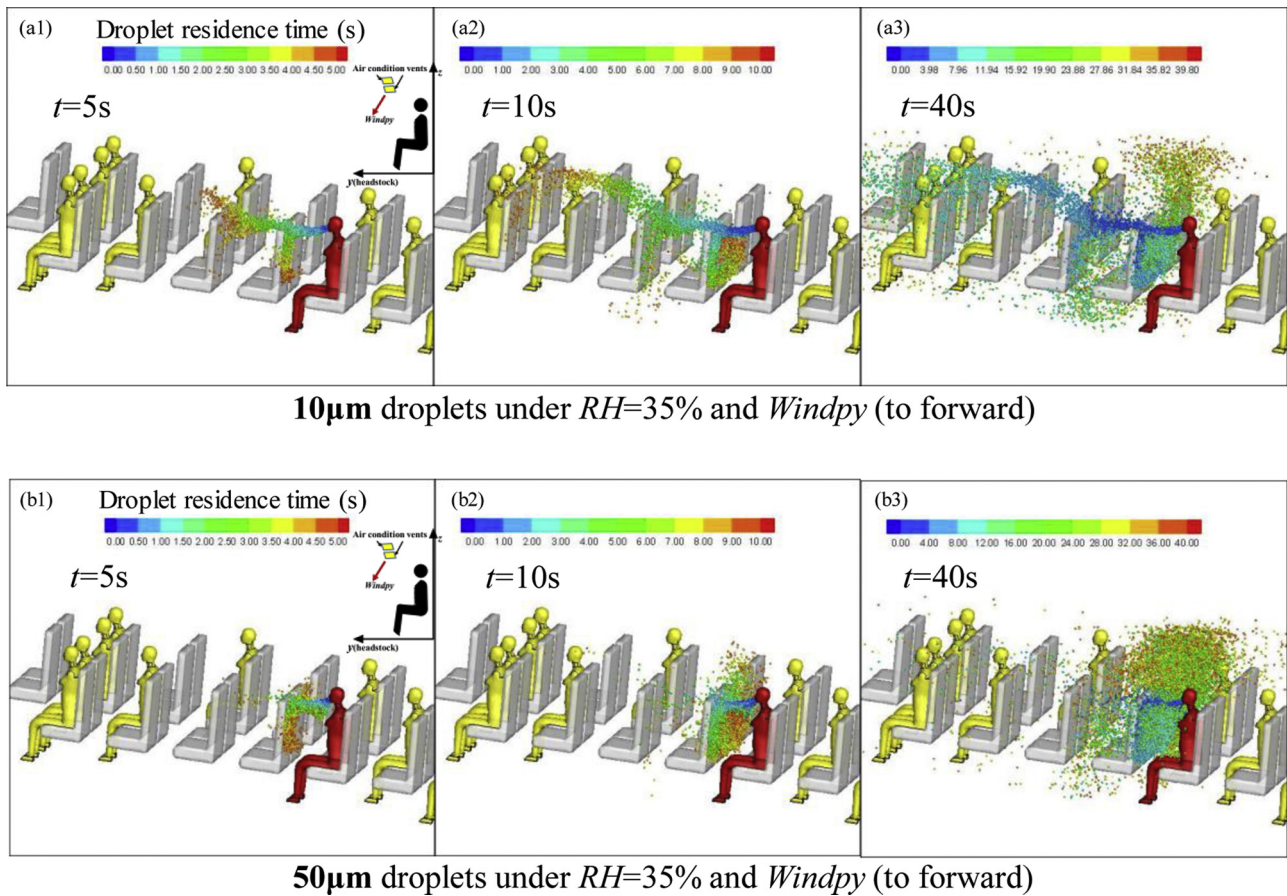 (a1) Droplet residence time (s)
0.00 0.50 1.00 1.50 2.00 2.50 3.00 3.50 4.00 4.50 5.00
Air condition vents
z
t=5s
Windpy
y(headstock)
(a2)
0.00 1.00 2.00 3.00 4.00 5.00 6.00 7.00 8.00 9.00 10.00
t=10s
(a3)
0.00 3.98 7.96 11.94 15.92 19.90 23.88 27.86 31.84 35.82 39.80
t=40s
10μm droplets under RH=35% and Windpy (to forward)
(b1) Droplet residence time (s)
0.00 0.50 1.00 1.50 2.00 2.50 3.00 3.50 4.00 4.50 5.00
Air condition vents
z
t=5s
Windpy
y(headstock)
(b2)
0.00 1.00 2.00 3.00 4.00 5.00 6.00 7.00 8.00 9.00 10.00
t=10s
(b3)
0.00 4.00 8.00 12.00 16.00 20.00 24.00 28.00 32.00 36.00 40.00
t=40s
50μm droplets under RH=35% and Windpy (to forward)